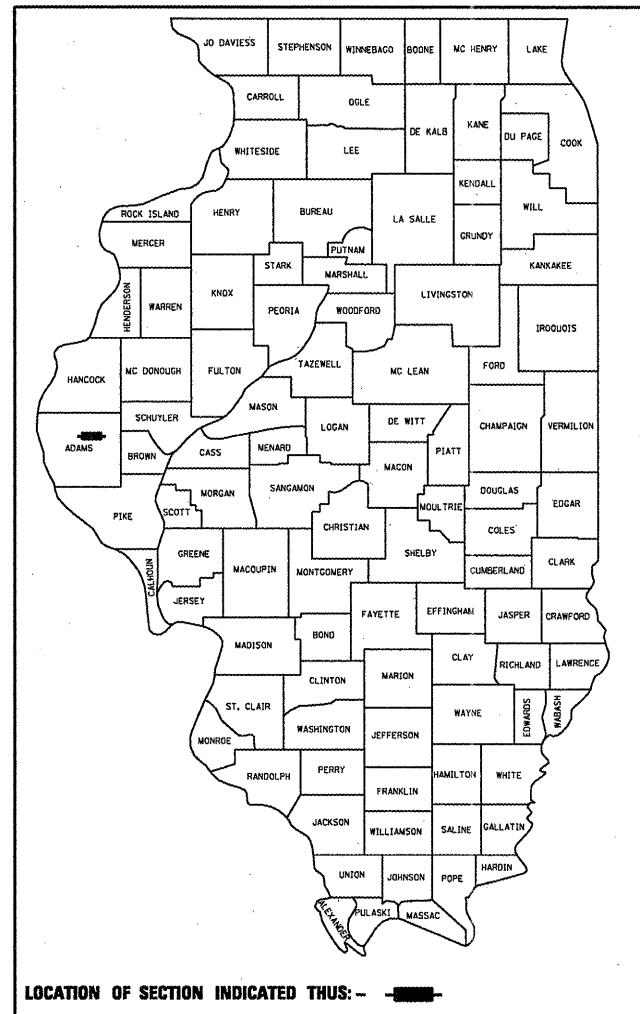 JO DAVIESS
STEPHENSON
WINNEBAGO
BOONE
MC HENRY
LAKE
CARROLL
OGLE
DE KALB
KANE
DU PAGE
COOK
WHITESIDE
LEE
KENDALL
WILL
ROCK ISLAND
HENRY
BUREAU
LA SALLE
GRUNDY
MERCER
PUTNAM
STARK
MARSHALL
KANKAKEE
HENDERSON
WARREN
KNOX
PEORIA
WOODFORD
LIVINGSTON
IROQUOIS
HANCOCK
MC DONOUGH
FULTON
TAZEWELL
MC LEAN
FORD
SCHUYLER
MASON
LOGAN
DE WITT
CHAMPAIGN
VERMILION
ADAMS
BROWN
CASS
MENARD
MACON
PIATT
PIKE
SCOTT
MORGAN
SANGAMON
CHRISTIAN
MOULTRIE
DOUGLAS
EDGAR
COLES
CALHOUN
GREENE
MACOUPIN
MONTGOMERY
SHELBY
CUMBERLAND
CLARK
JERSEY
FAYETTE
EFFINGHAM
JASPER
CRAWFORD
MADISON
BOND
CLAY
RICHLAND
LAWRENCE
CLINTON
MARION
ST. CLAIR
WAYNE
EDWARDS
WABASH
MONROE
WASHINGTON
JEFFERSON
RANDOLPH
PERRY
HAMILTON
WHITE
FRANKLIN
JACKSON
WILLIAMSON
SALINE
GALLATIN
UNION
JOHNSON
POPE
HARDIN
ALEXANDER
PULASKI
MASSAC
LOCATION OF SECTION INDICATED THUS: -